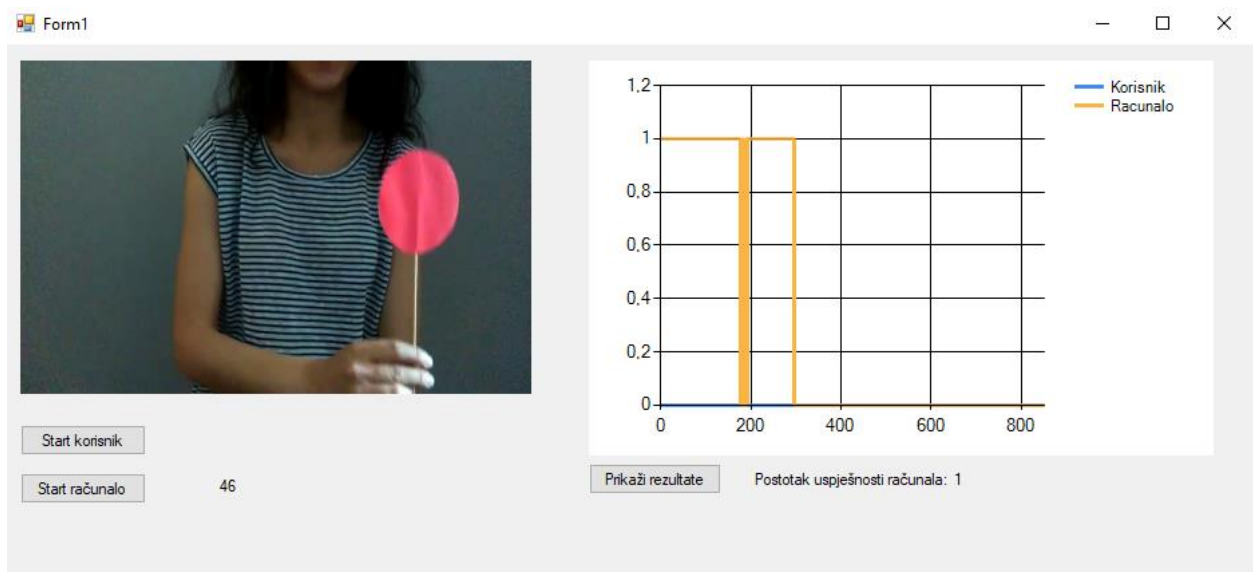 Form1
1,2
1
0,8
0,6
0,4
0,2
0
0 200 400 600 800
Korisnik
Racunalo
Start korisnik
Start računalo
46
Prikaži rezultate
Postotak uspješnosti računala: 1